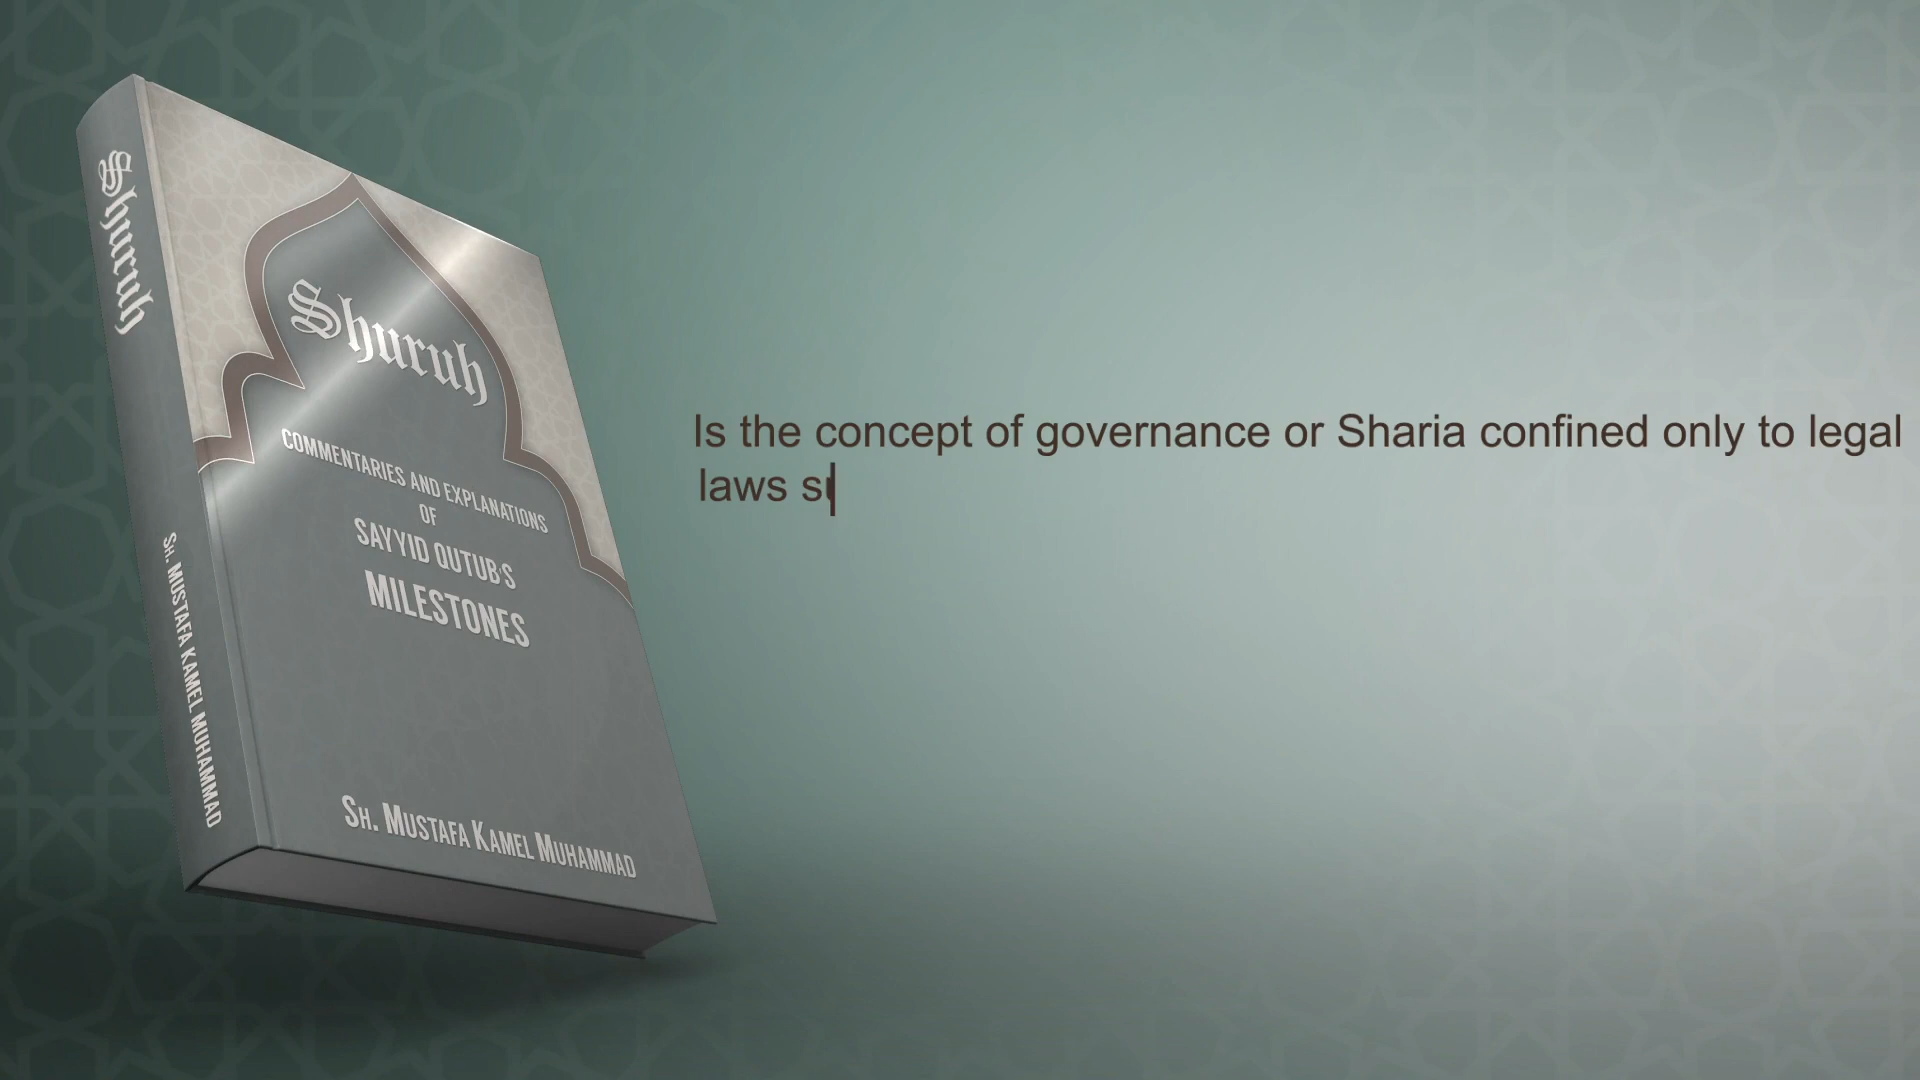 Shuruh
Sh. Mustafa Kamel Muhammad
Shuruh
COMMENTARIES AND EXPLANATIONS
OF
SAYYID QUTUB'S
MILESTONES
Sh. Mustafa Kamel Muhammad
Is the concept of governance or Sharia confined only to legal
laws s